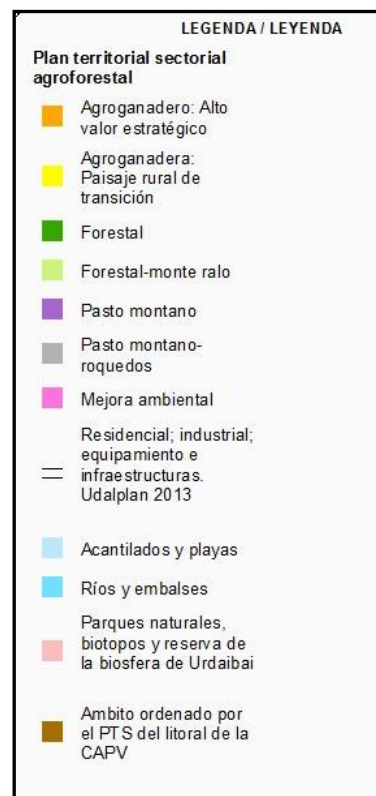 LEGENDA / LEYENDA
Plan territorial sectorial
agroforestal
Agroganadero: Alto
valor estratégico
Agroganadera:
Paisaje rural de
transición
Forestal
Forestal-monte ralo
Pasto montano
Pasto montano-
roquedos
Mejora ambiental
Residencial; industrial;
equipamiento e
infraestructuras.
Udalplan 2013
Acantilados y playas
Ríos y embalses
Parques naturales,
biotopos y reserva de
la biosfera de Urdaibai
Ambito ordenado por
el PTS del litoral de la
CAPV